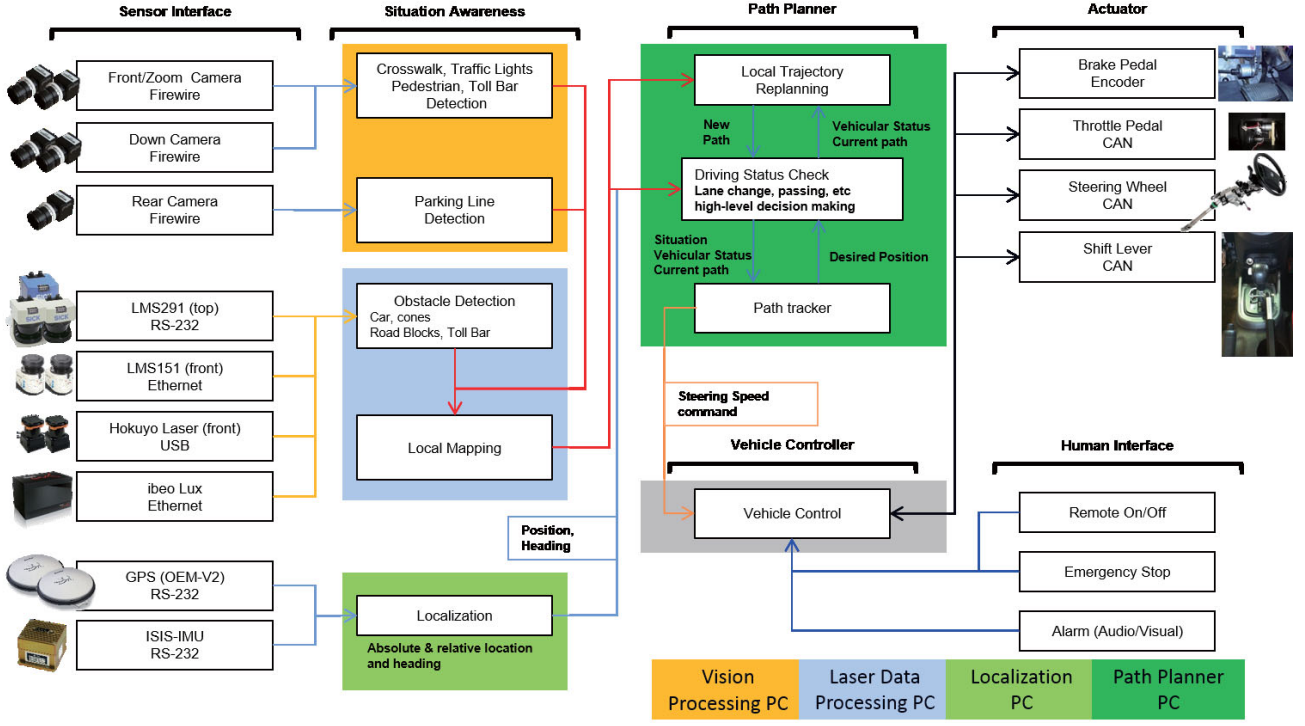 Sensor Interface
Situation Awareness
Path Planner
Actuator
Front/Zoom Camera
Firewire
Down Camera
Firewire
Rear Camera
Firewire
LMS291 (top)
RS-232
LMS151 (front)
Ethernet
Hokuyo Laser (front)
USB
ibeo Lux
Ethernet
GPS (OEM-V2)
RS-232
ISIS-IMU
RS-232
Crosswalk, Traffic Lights
Pedestrian, Toll Bar
Detection
Parking Line
Detection
Obstacle Detection
Car, cones
Road Blocks, Toll Bar
Local Mapping
Position,
Heading
Localization
Absolute & relative location
and heading
Local Trajectory
Replanning
New
Path
Vehicular Status
Current path
Driving Status Check
Lane change, passing, etc
high-level decision making
Situation
Vehicular Status
Current path
Desired Position
Path tracker
Steering Speed
command
Vehicle Controller
Vehicle Control
Brake Pedal
Encoder
Throttle Pedal
CAN
Steering Wheel
CAN
Shift Lever
CAN
Human Interface
Remote On/Off
Emergency Stop
Alarm (Audio/Visual)
Vision
Processing PC
Laser Data
Processing PC
Localization
PC
Path Planner
PC
SICK
SICK